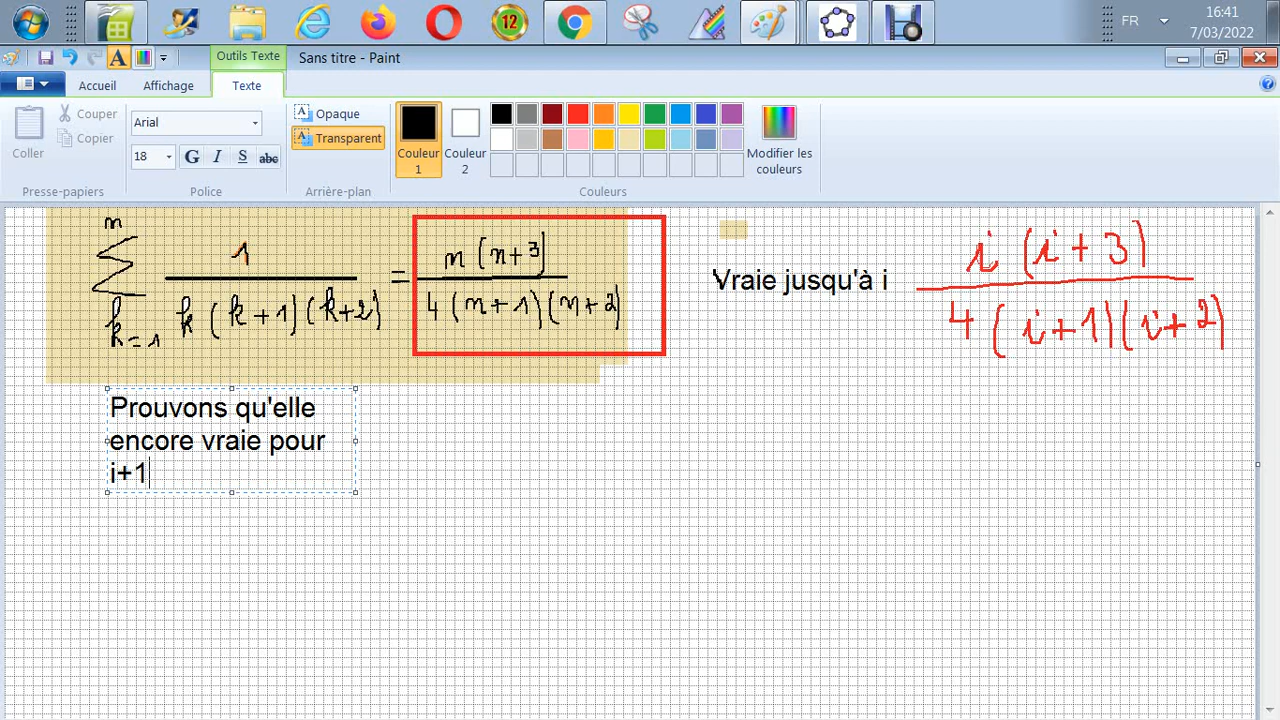 12
FR
16:41
7/03/2022
Outils Texte
Sans titre - Paint
Accueil
Affichage
Texte
Coller
Couper
Copier
Presse-papiers
Arial
18
G I S abc
Police
Opaque
Transparent
Arrière-plan
Couleur 1
Couleur 2
Couleurs
Modifier les couleurs
n
∑
k=1
1
k(k+1)(k+2)
=
n(n+3)
4(n+1)(n+2)
Vraie jusqu'à i
i(i+3)
4(i+1)(i+2)
Prouvons qu'elle
encore vraie pour
i+1